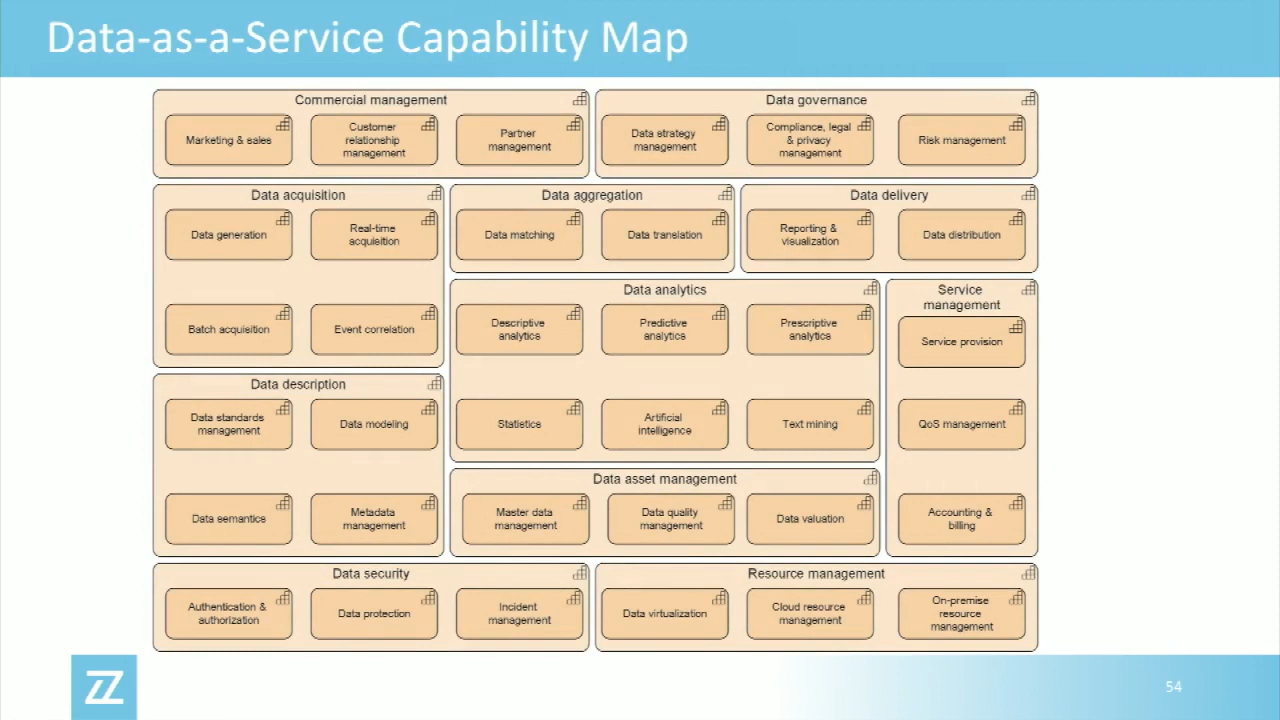 Data-as-a-Service Capability Map
Commercial management
Marketing & sales
Customer
relationship
management
Partner
management
Data governance
Data strategy
management
Compliance, legal
& privacy
management
Risk management
Data acquisition
Data generation
Real-time
acquisition
Batch acquisition
Event correlation
Data aggregation
Data matching
Data translation
Data delivery
Reporting &
visualization
Data distribution
Data analytics
Descriptive
analytics
Predictive
analytics
Prescriptive
analytics
Statistics
Artificial
intelligence
Text mining
Service
management
Service provision
QoS management
Accounting &
billing
Data description
Data standards
management
Data modeling
Data semantics
Metadata
management
Data asset management
Master data
management
Data quality
management
Data valuation
Data security
Authentication &
authorization
Data protection
Incident
management
Resource management
Data virtualization
Cloud resource
management
On-premise
resource
management
ZZ
54